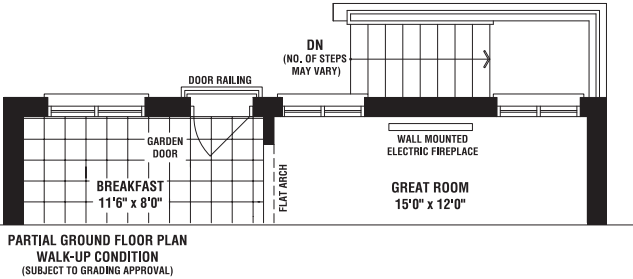 DN
(NO. OF STEPS
MAY VARY)
DOOR RAILING
GARDEN
DOOR
WALL MOUNTED
ELECTRIC FIREPLACE
BREAKFAST
11'6" x 8'0"
FLAT ARCH
GREAT ROOM
15'0" x 12'0"
PARTIAL GROUND FLOOR PLAN
WALK-UP CONDITION
(SUBJECT TO GRADING APPROVAL)